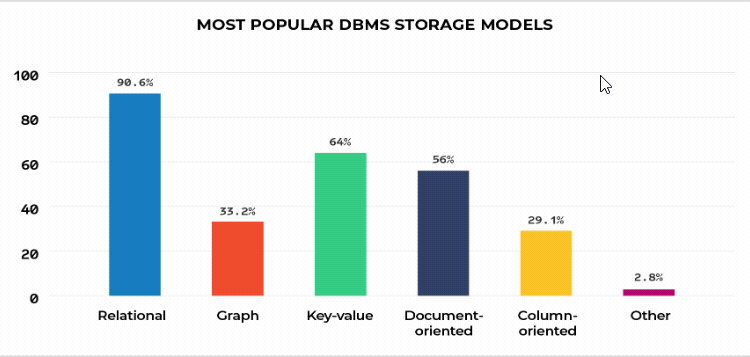 MOST POPULAR DBMS STORAGE MODELS
100
80
60
40
20
0
90.6%
33.2%
64%
56%
29.1%
2.8%
Relational
Graph
Key-value
Document-
oriented
Column-
oriented
Other